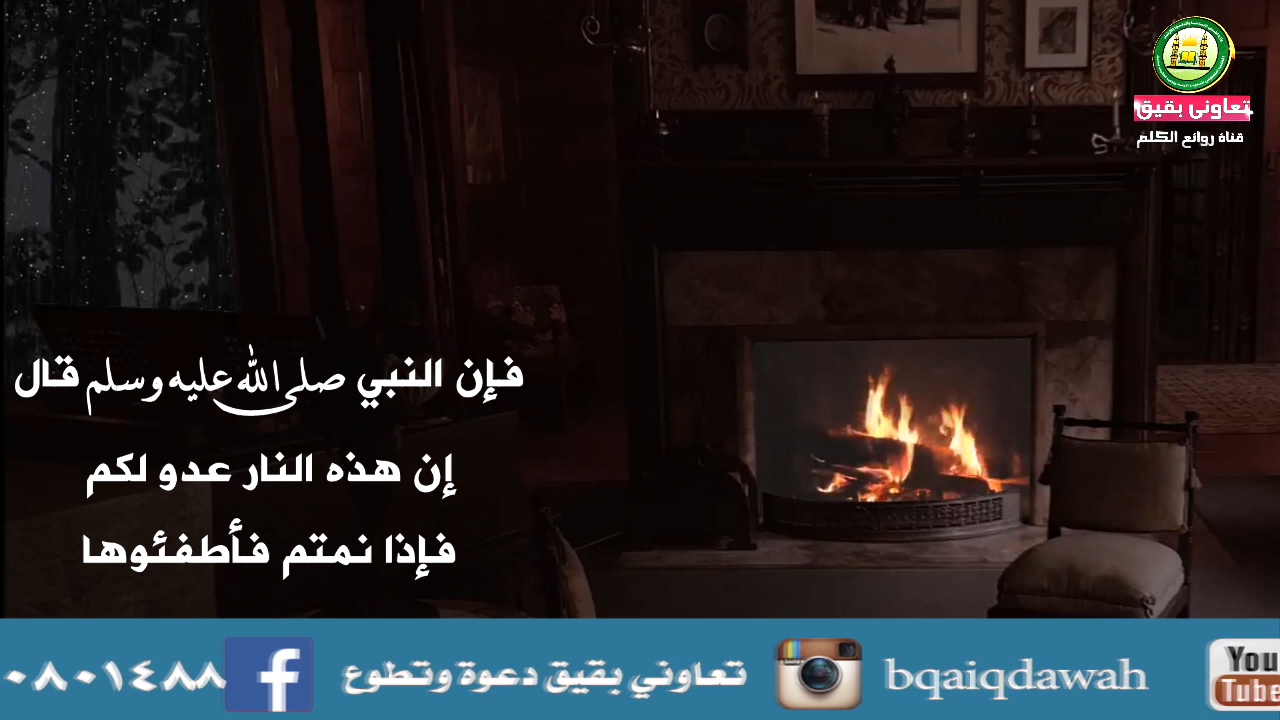 تعاوني بقيق
قناة روائع الكلم
فإن النبي صلى الله عليه وسلم قال
إن هذه النار عدو لكم
فإذا نمتم فأطفئوها
٠٨٠١٤٨٨
تعاوني بقيق دعوة وتطوع
bqaiqdawah
You
Tube